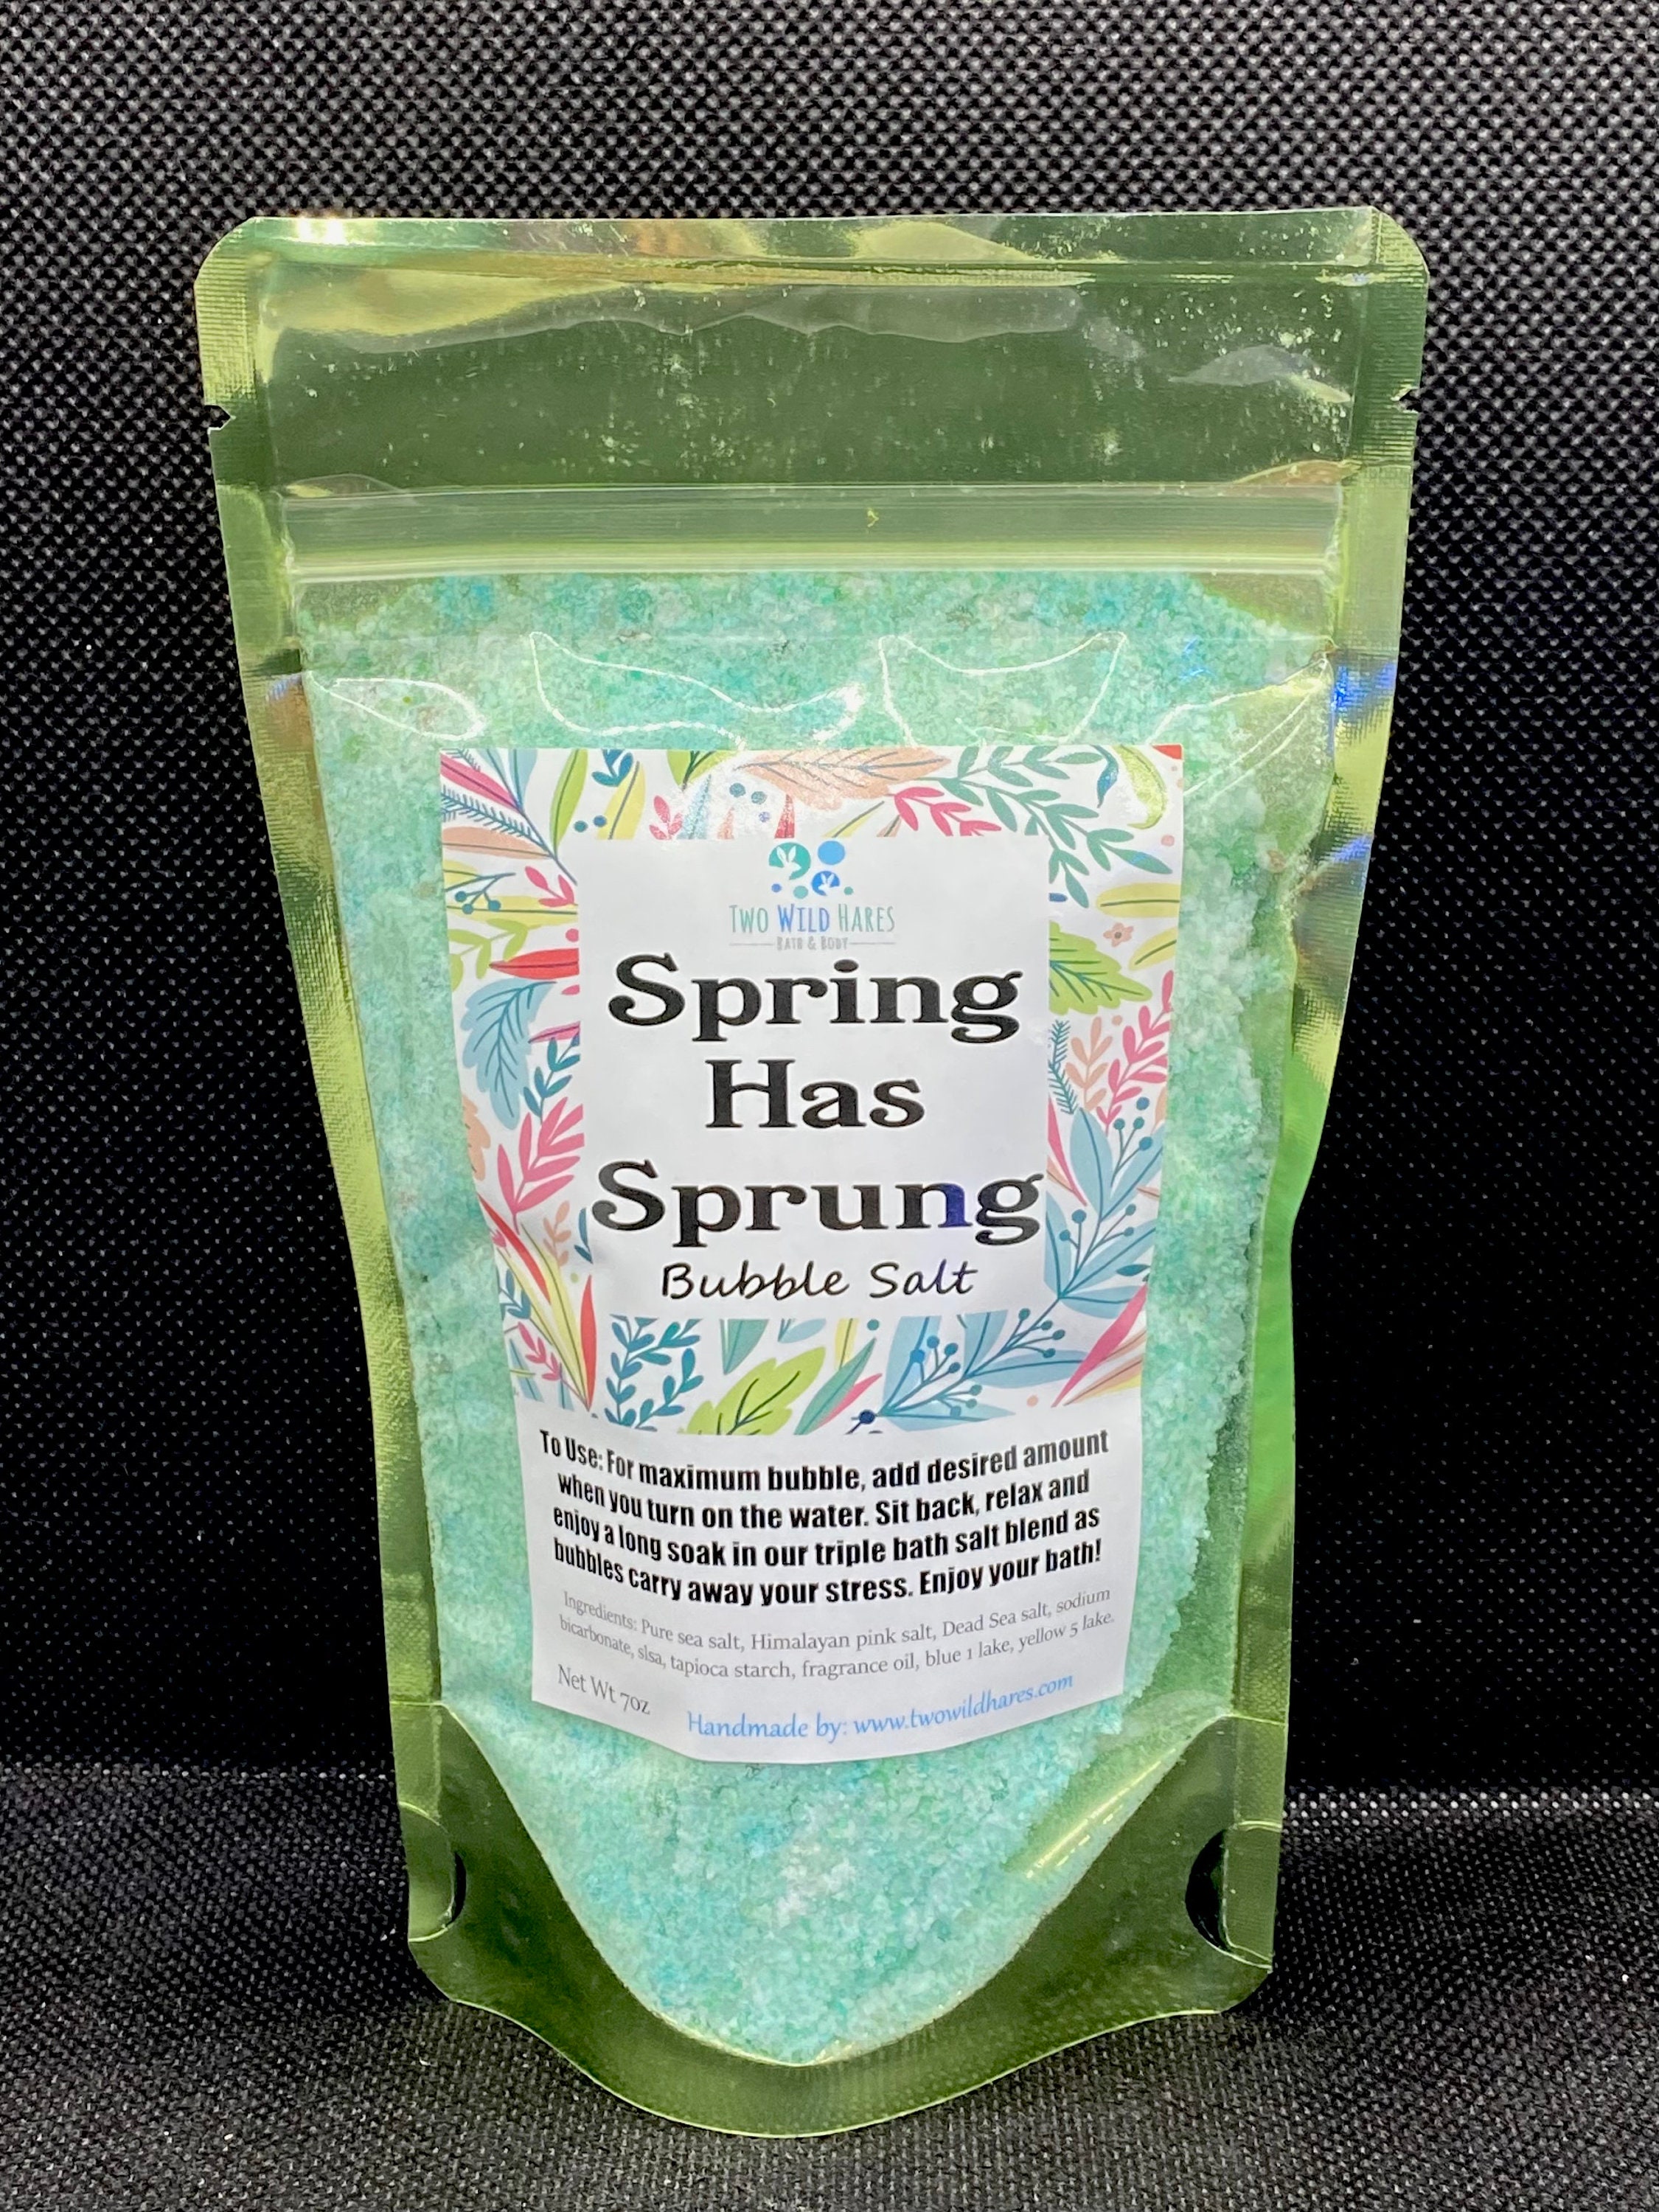 TWO WILD HARES
BATH & BODY
Spring
Has
Sprung
Bubble Salt
To Use: For maximum bubble, add desired amount
when you turn on the water. Sit back, relax and
enjoy a long soak in our triple bath salt blend as
bubbles carry away your stress. Enjoy your bath!
Ingredients: Pure sea salt, Himalayan pink salt, Dead Sea salt, sodium
bicarbonate, slsa, tapioca starch, fragrance oil, blue 1 lake, yellow 5 lake.
Net Wt 7oz
Handmade by: www.twowildhares.com